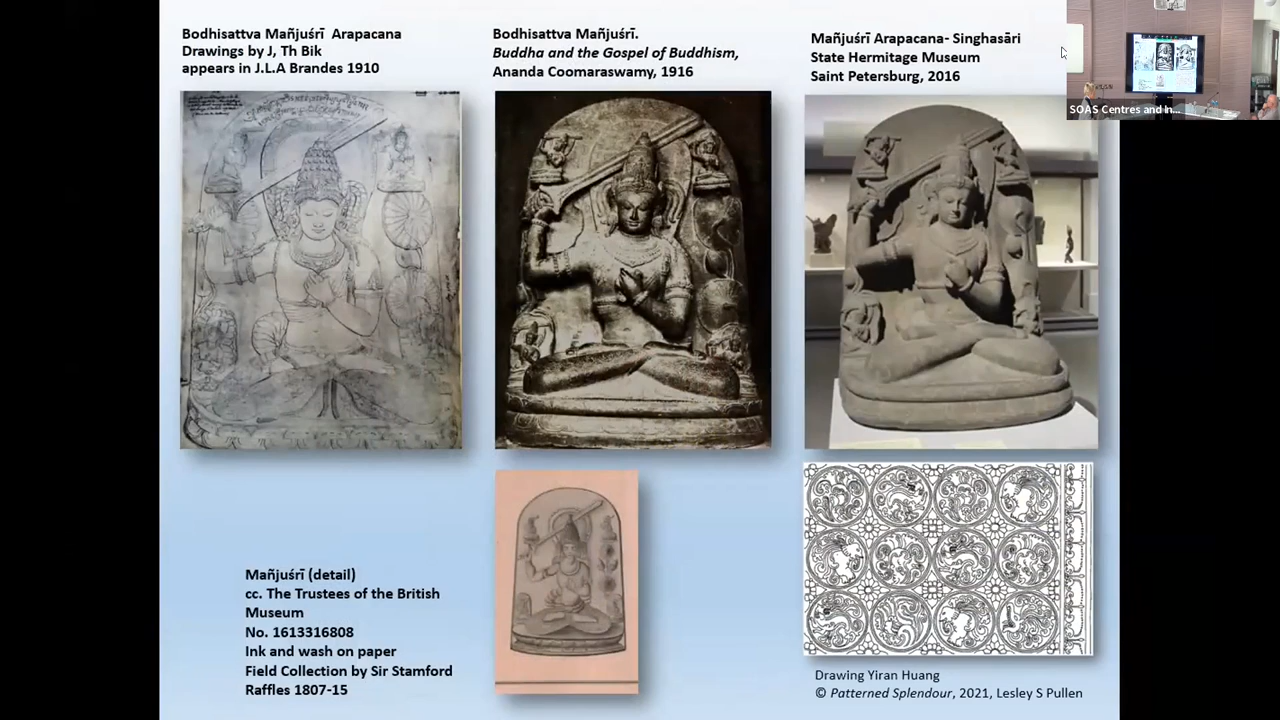 Bodhisattva Mañjuśrī  Arapacana
Drawings by J, Th Bik
appears in J.L.A Brandes 1910
Bodhisattva Mañjuśrī.
Buddha and the Gospel of Buddhism,
Ananda Coomaraswamy, 1916
Mañjuśrī Arapacana- Singhasāri
State Hermitage Museum
Saint Petersburg, 2016
SOAS Centres and In...
Mañjuśrī (detail)
cc. The Trustees of the British
Museum
No. 1613316808
Ink and wash on paper
Field Collection by Sir Stamford
Raffles 1807-15
Drawing Yiran Huang
© Patterned Splendour, 2021, Lesley S Pullen